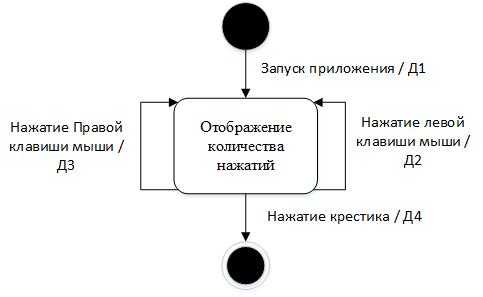 Запуск приложения / Д1
Нажатие Правой
клавиши мыши /
Д3
Отображение
количества
нажатий
Нажатие левой
клавиши мыши /
Д2
Нажатие крестика / Д4